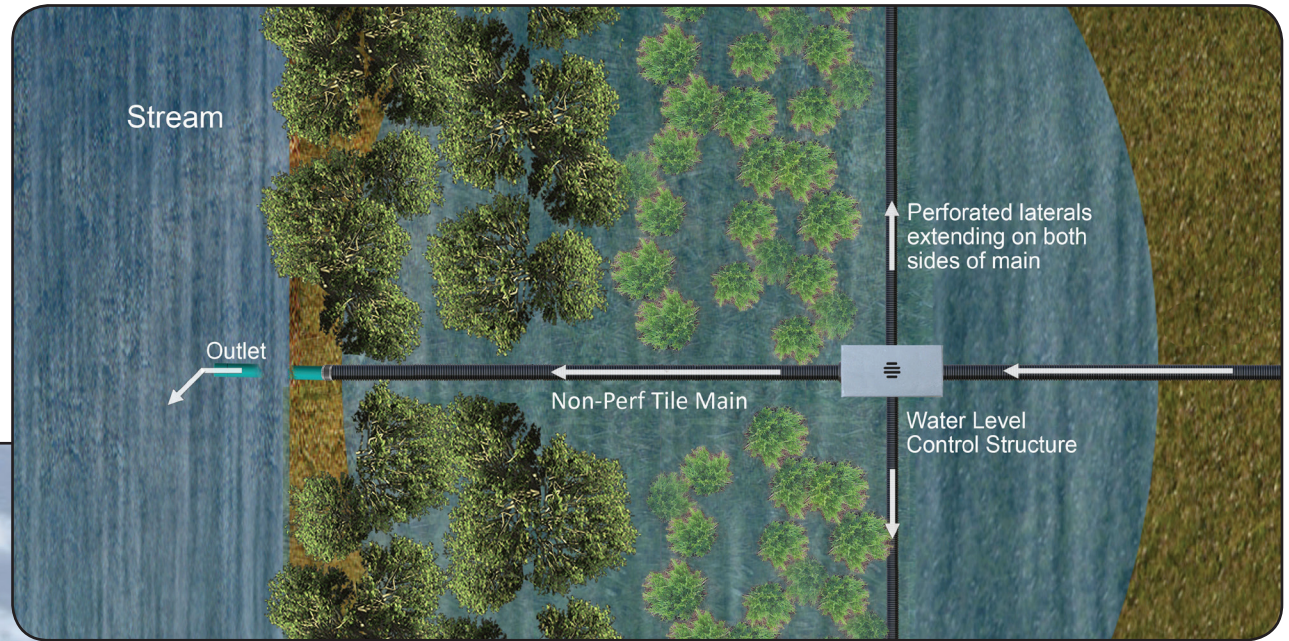 Stream
Perforated laterals
extending on both
sides of main
Outlet
Non-Perf Tile Main
Water Level
Control Structure